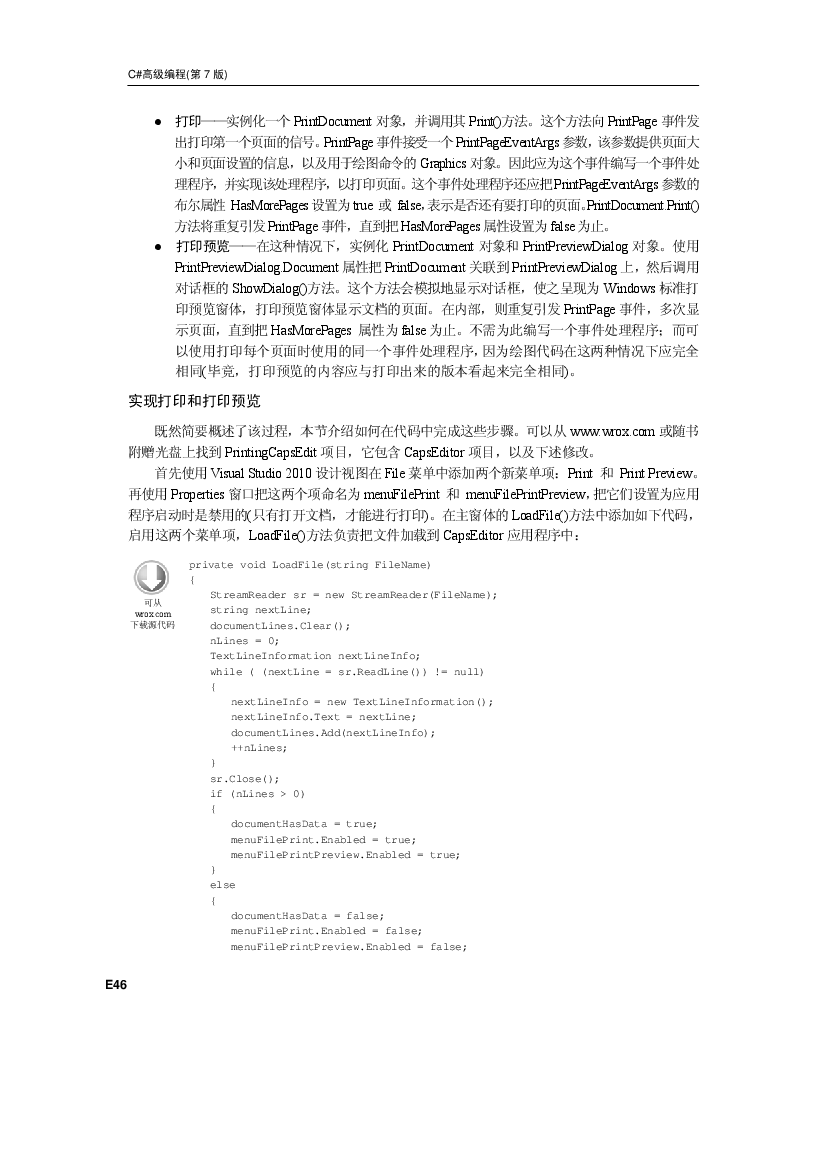 C#高级编程(第 7 版)
● 打印——实例化一个 PrintDocument 对象，并调用其 Print()方法。这个方法向 PrintPage 事件发
出打印第一个页面的信号。PrintPage 事件接受一个 PrintPageEventArgs 参数，该参数提供页面大
小和页面设置的信息，以及用于绘图命令的 Graphics 对象。因此应为这个事件编写一个事件处
理程序，并实现该处理程序，以打印页面。这个事件处理程序还应把 PrintPageEventArgs 参数的
布尔属性 HasMorePages 设置为 true 或 false，表示是否还有要打印的页面。PrintDocument.Print()
方法将重复引发 PrintPage 事件，直到把 HasMorePages 属性设置为 false 为止。
● 打印预览——在这种情况下，实例化 PrintDocument 对象和 PrintPreviewDialog 对象。使用
PrintPreviewDialog.Document 属性把 PrintDocument 关联到 PrintPreviewDialog 上，然后调用
对话框的 ShowDialog()方法。这个方法会模拟地显示对话框，使之呈现为 Windows 标准打
印预览窗体，打印预览窗体显示文档的页面。在内部，则重复引发 PrintPage 事件，多次显
示页面，直到把 HasMorePages 属性为 false 为止。不需为此编写一个事件处理程序；而可
以使用打印每个页面时使用的同一个事件处理程序，因为绘图代码在这两种情况下应完全
相同(毕竟，打印预览的内容应与打印出来的版本看起来完全相同)。
实现打印和打印预览
既然简要概述了该过程，本节介绍如何在代码中完成这些步骤。可以从 www.wrox.com 或随书
附赠光盘上找到 PrintingCapsEdit 项目，它包含 CapsEditor 项目，以及下述修改。
首先使用 Visual Studio 2010 设计视图在 File 菜单中添加两个新菜单项：Print 和 Print Preview。
再使用 Properties 窗口把这两个项命名为 menuFilePrint 和 menuFilePrintPreview，把它们设置为应用
程序启动时是禁用的(只有打开文档，才能进行打印)。在主窗体的 LoadFile()方法中添加如下代码，
启用这两个菜单项，LoadFile()方法负责把文件加载到 CapsEditor 应用程序中：
可从
wrox.com
下载源代码
private void LoadFile(string FileName)
{
StreamReader sr = new StreamReader(FileName);
string nextLine;
documentLines.Clear();
nLines = 0;
TextLineInformation nextLineInfo;
while ( (nextLine = sr.ReadLine()) != null)
{
nextLineInfo = new TextLineInformation();
nextLineInfo.Text = nextLine;
documentLines.Add(nextLineInfo);
++nLines;
}
sr.Close();
if (nLines > 0)
{
documentHasData = true;
menuFilePrint.Enabled = true;
menuFilePrintPreview.Enabled = true;
}
else
{
documentHasData = false;
menuFilePrint.Enabled = false;
menuFilePrintPreview.Enabled = false;
E46